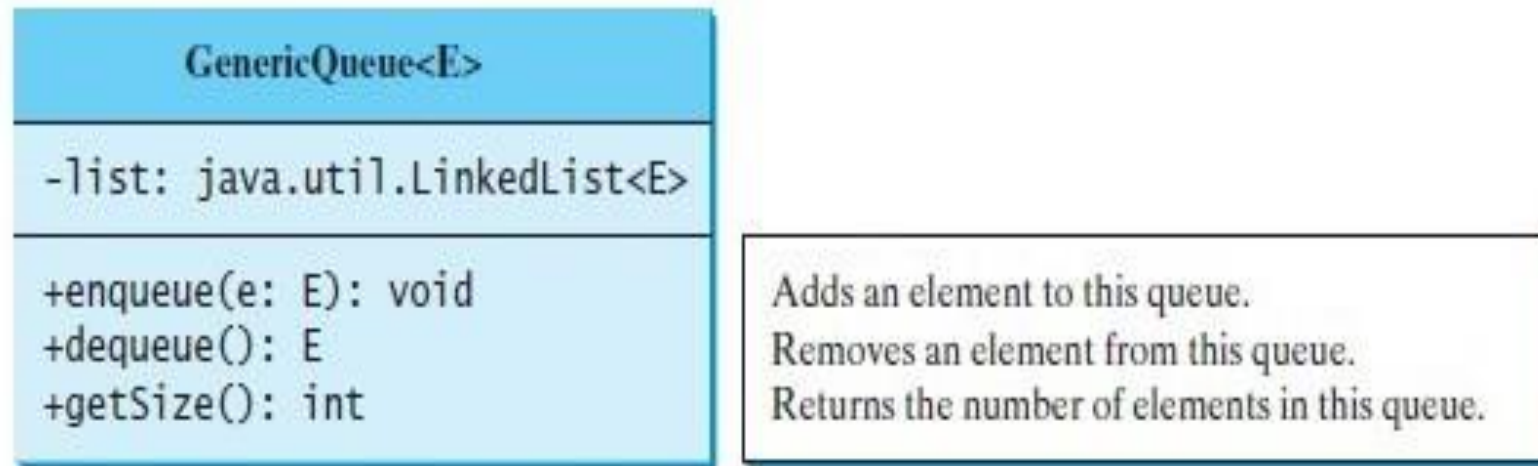 GenericQueue<E>
-list: java.util.LinkedList<E>
+enqueue(e: E): void
+dequeue(): E
+getSize(): int
Adds an element to this queue.
Removes an element from this queue.
Returns the number of elements in this queue.